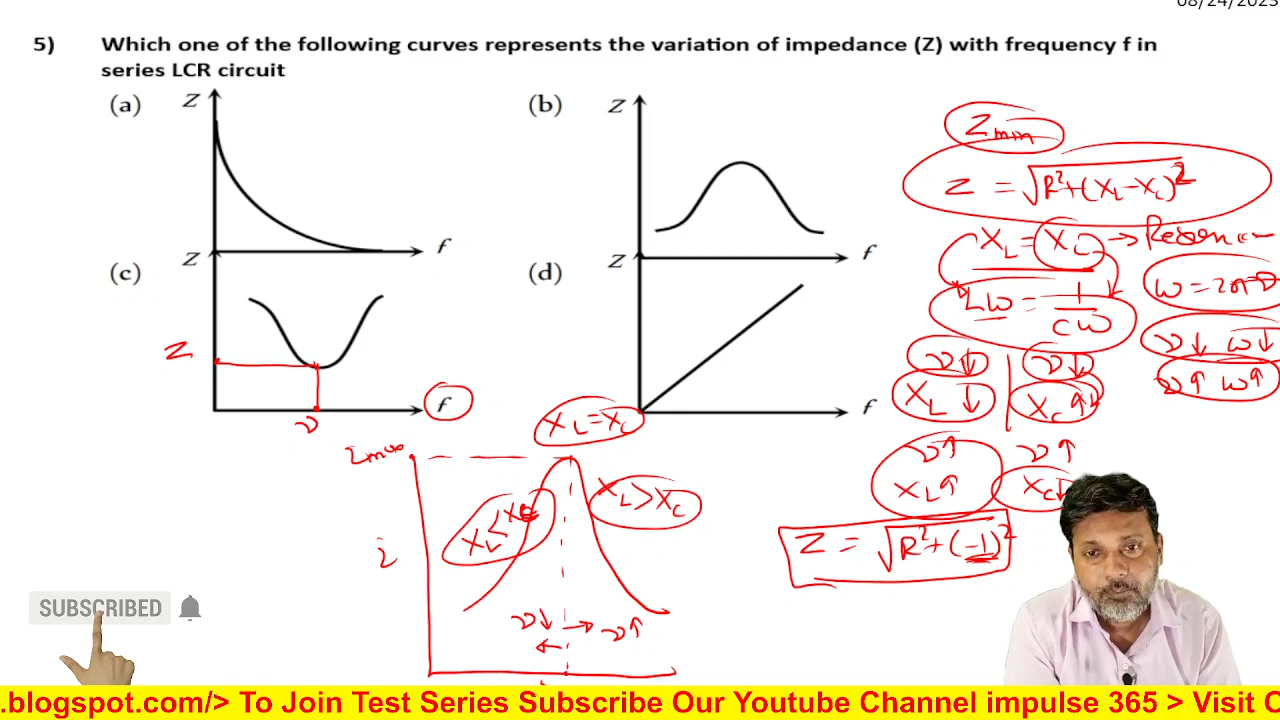 08/24/2023
5) Which one of the following curves represents the variation of impedance (Z) with frequency f in
series LCR circuit
(a) Z f
(b) Z f
(c) Z f
(d) Z f
Z
ν
Zmin
Z = √R²+(XL-XC)²
XL = XC → Resonance
Lω = 1/Cω
ω = 2πν
ν↓ ω↓
ν↑ ω↑
ν↓ | ν↓
XL↓ | XC↑
ν↑ ν↑
XL↑ XC↓
Z = √R²+(-1)²
XL = XC
XL < XC
XL > XC
i
ν↓ → ν↑
←
SUBSCRIBED
.blogspot.com/> To Join Test Series Subscribe Our Youtube Channel impulse 365 > Visit